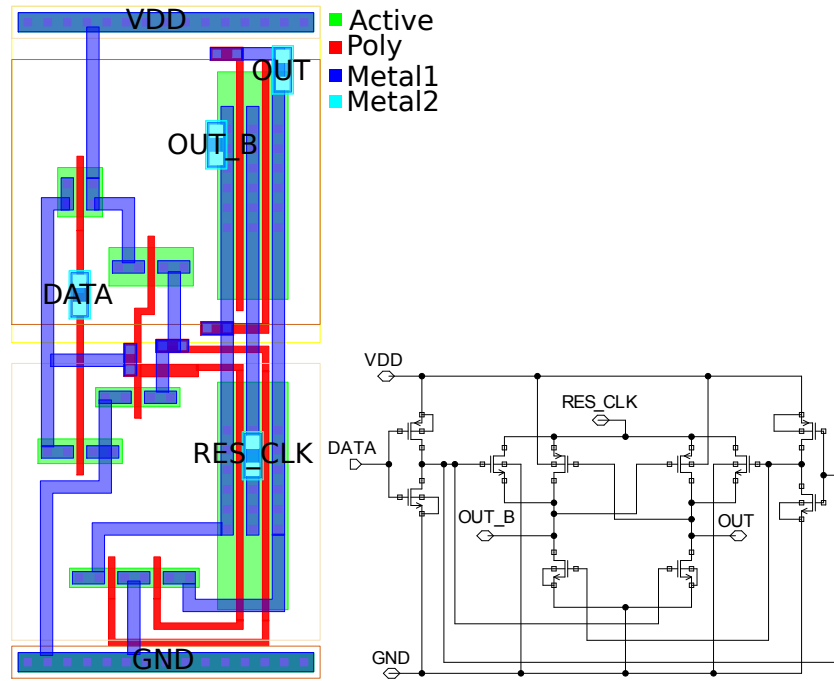 VDD
Active
Poly
Metal1
Metal2
OUT
OUT_B
DATA
RES_CLK
GND
VDD
RES_CLK
DATA
OUT_B
OUT
GND